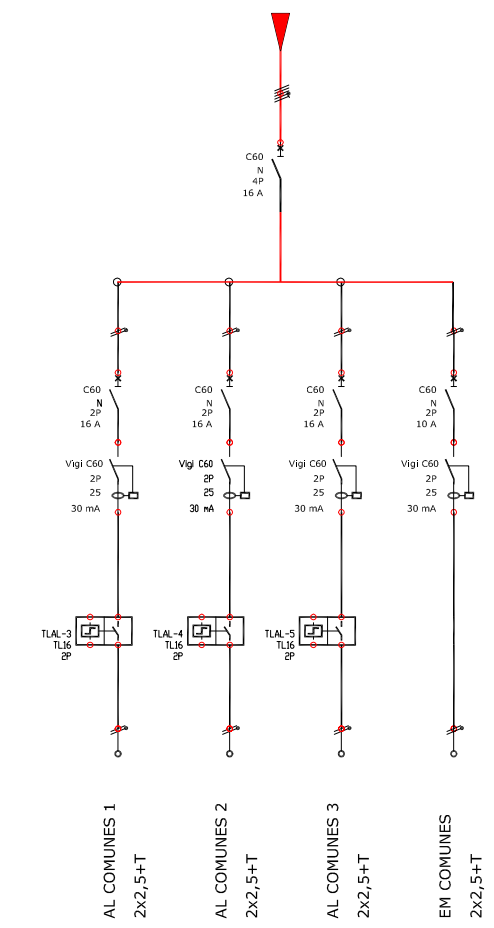 C60
N
4P
16 A
C60
N
2P
16 A
C60
N
2P
16 A
C60
N
2P
16 A
C60
N
2P
10 A
Vigi C60
2P
25
30 mA
Vigi C60
2P
25
30 mA
Vigi C60
2P
25
30 mA
Vigi C60
2P
25
30 mA
TLAL-3
TL16
2P
TLAL-4
TL16
2P
TLAL-5
TL16
2P
AL COMUNES 1
2x2,5+T
AL COMUNES 2
2x2,5+T
AL COMUNES 3
2x2,5+T
EM COMUNES
2x2,5+T